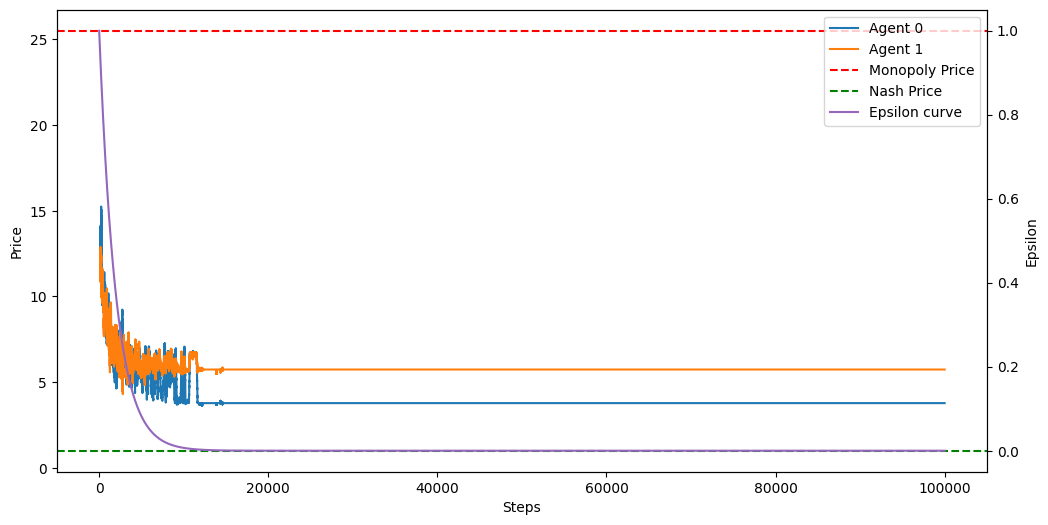 Price
25
20
15
10
5
0
0
20000
40000
60000
80000
100000
Steps
1.0
0.8
0.6
0.4
0.2
0.0
Epsilon
Agent 0
Agent 1
Monopoly Price
Nash Price
Epsilon curve